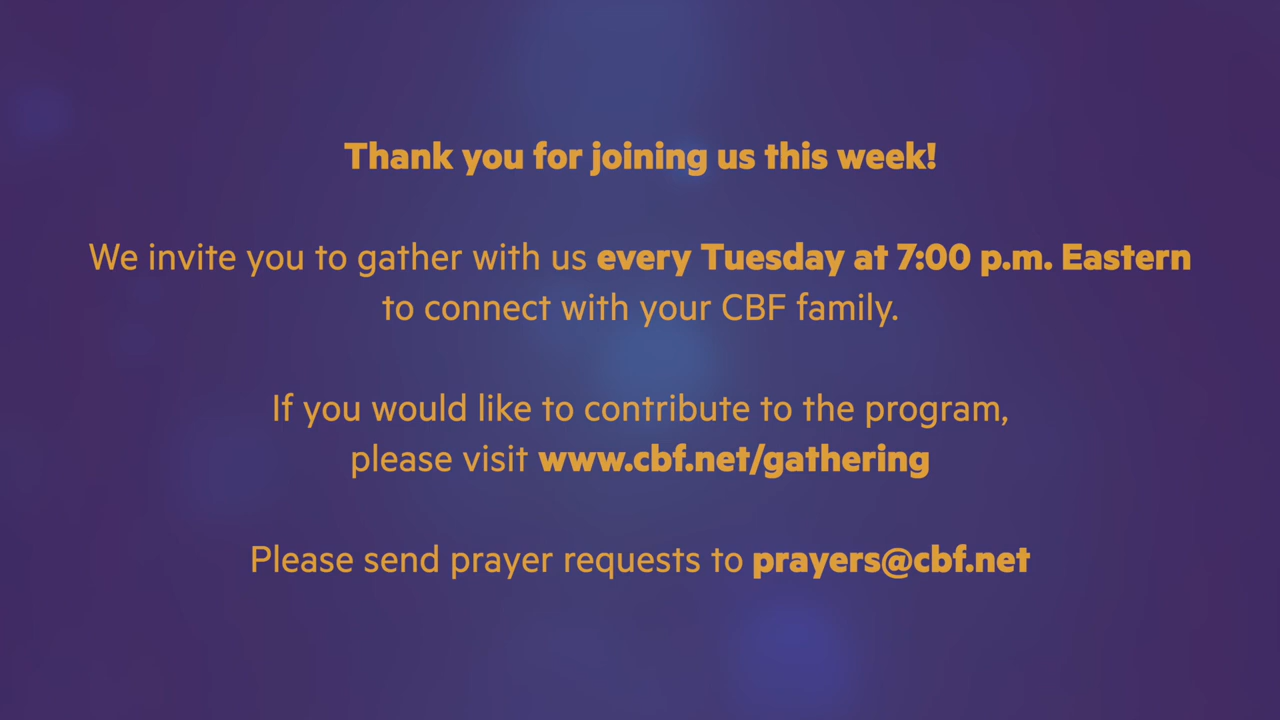 Thank you for joining us this week!
We invite you to gather with us every Tuesday at 7:00 p.m. Eastern
to connect with your CBF family.
If you would like to contribute to the program,
please visit www.cbf.net/gathering
Please send prayer requests to prayers@cbf.net